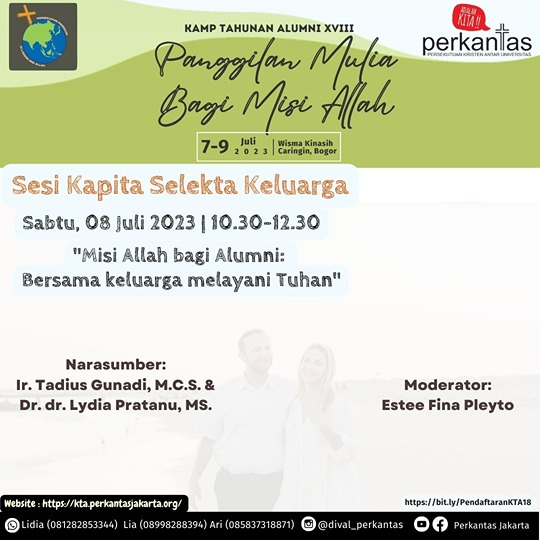 KAMP TAHUNAN ALUMNI XVIII
ADALAH
KITA!!
perkantas
PERSEKUTUAN KRISTEN ANTAR UNIVERSITAS
Panggilan Mulia
Bagi Misi Allah
7-9 Juli 2023 | Wisma Kinasih
Caringin, Bogor
Sesi Kapita Selekta Keluarga
Sabtu, 08 Juli 2023 | 10.30-12.30
"Misi Allah bagi Alumni:
Bersama keluarga melayani Tuhan"
Narasumber:
Ir. Tadius Gunadi, M.C.S. &
Dr. dr. Lydia Pratanu, MS.
Moderator:
Estee Fina Pleyto
Website : https://kta.perkantasjakarta.org/
https://bit.ly/PendaftaranKTA18
Lidia (081282853344) Lia (08998288394) Ari (085837318871) @dival_perkantas Perkantas Jakarta